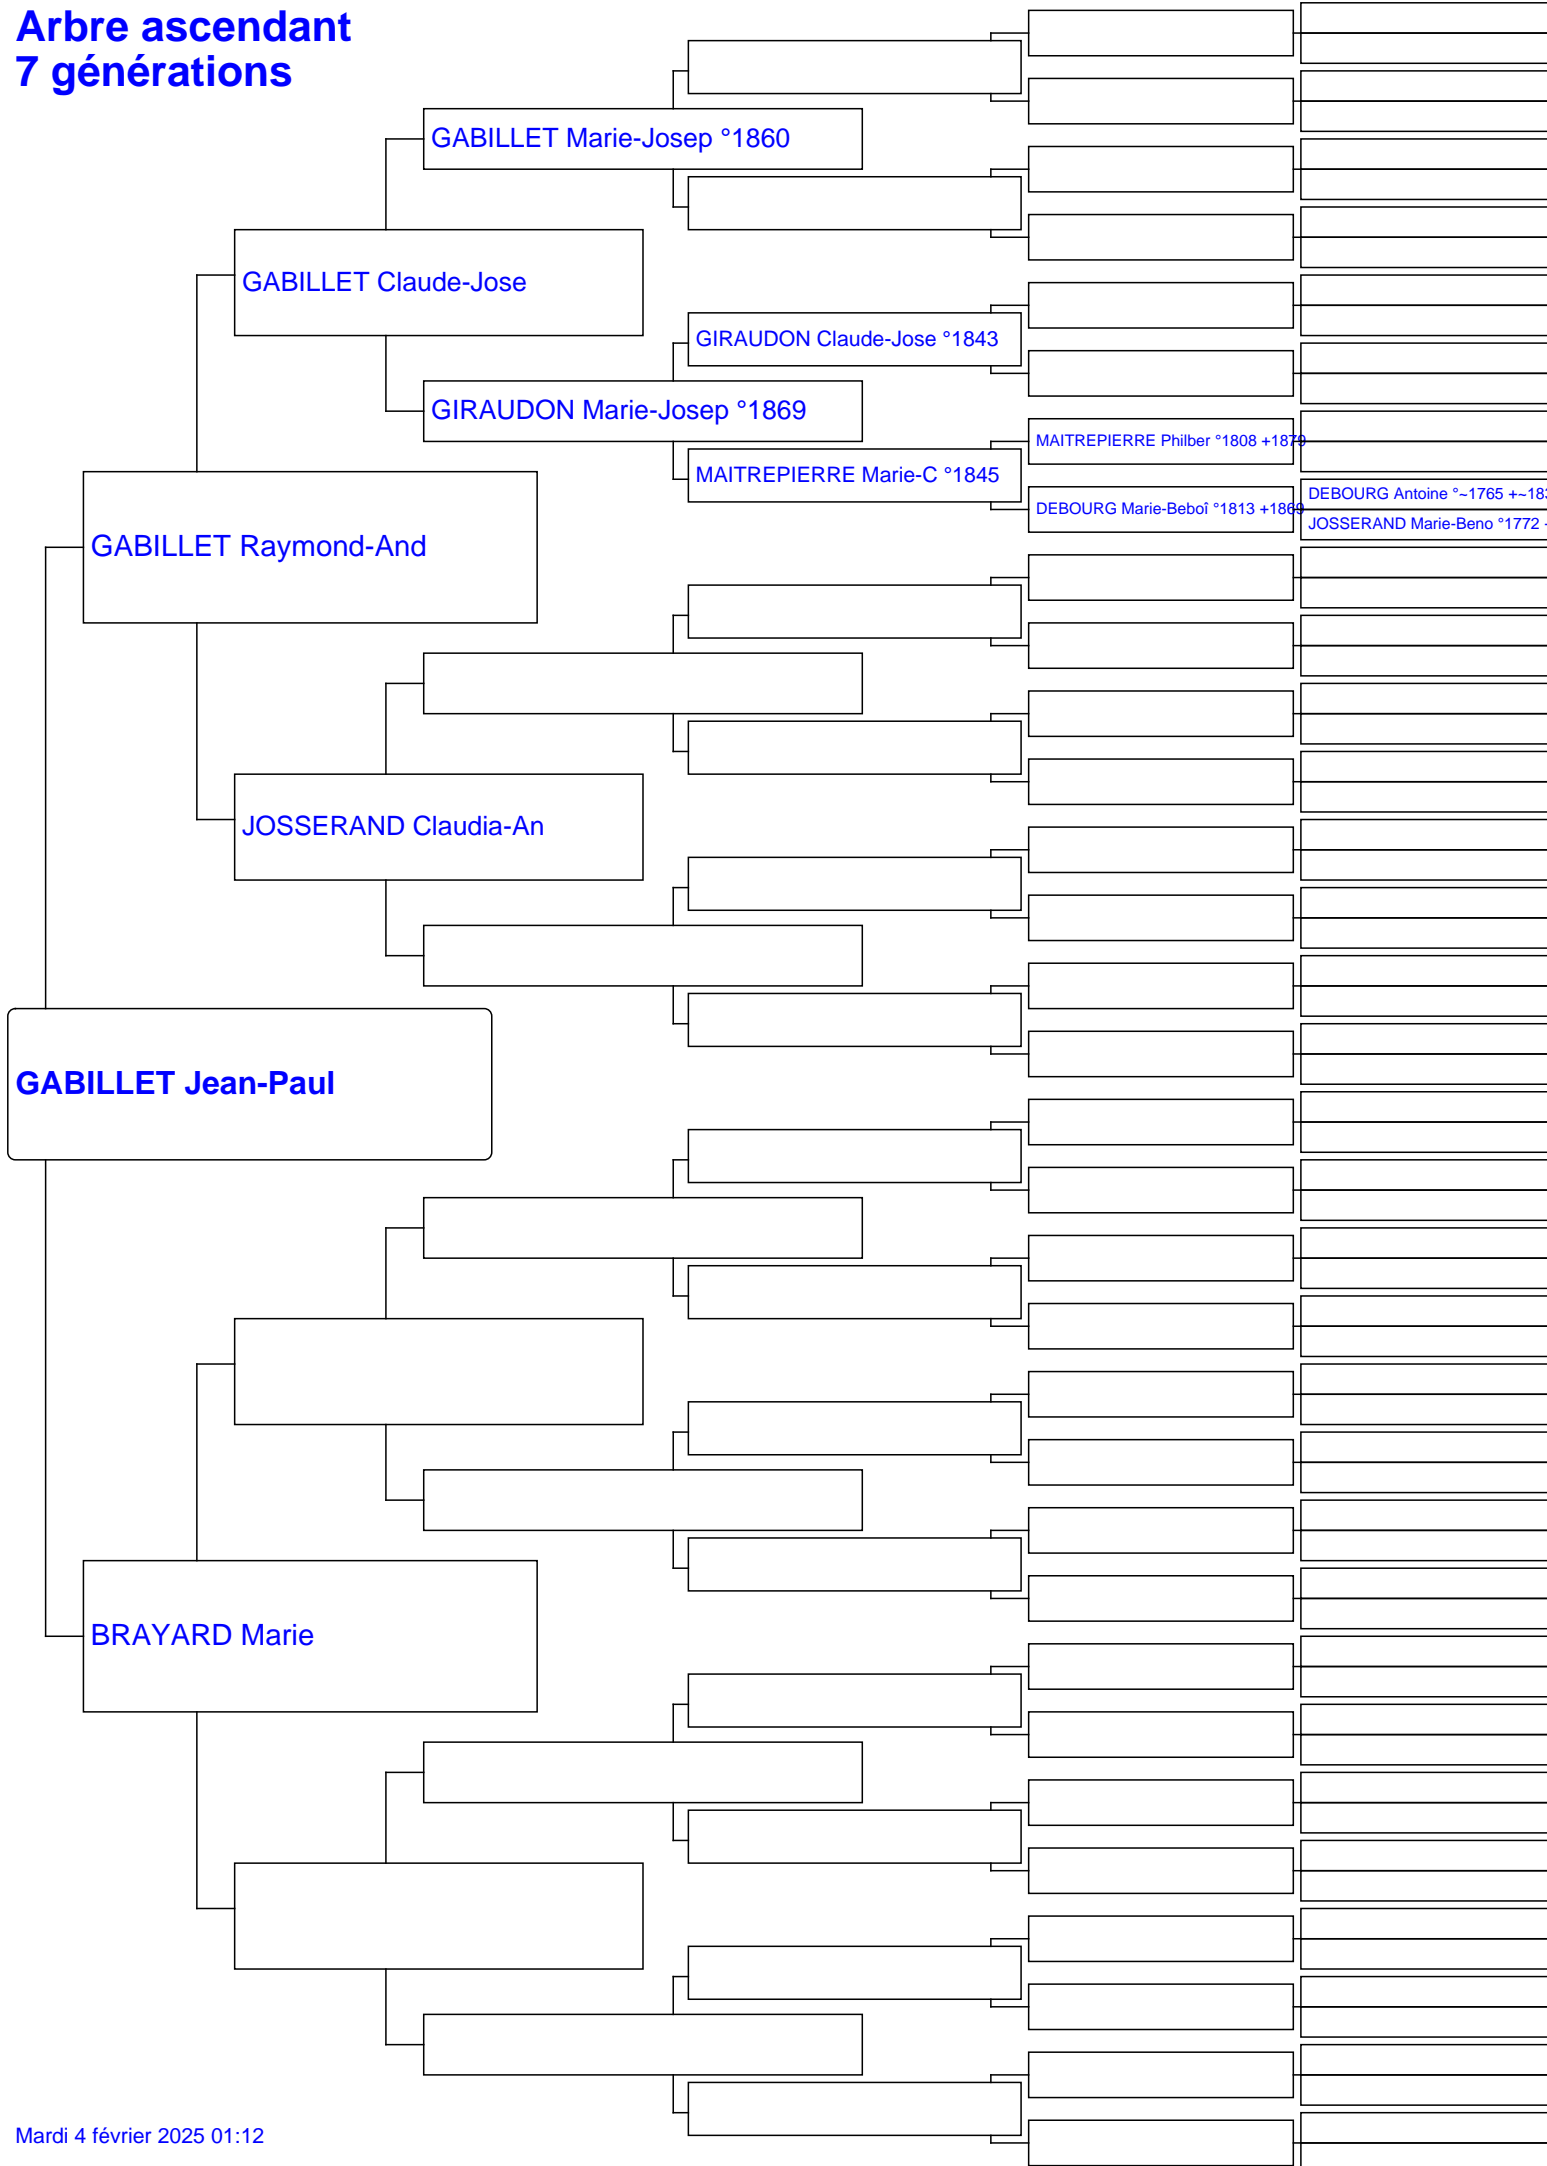 Arbre ascendant
7 générations
GABILLET Marie-Josep °1860
GABILLET Claude-Jose
GIRAUDON Claude-Jose °1843
GIRAUDON Marie-Josep °1869
MAITREPIERRE Philber °1808 +1879
MAITREPIERRE Marie-C °1845
DEBOURG Antoine °~1765 +~183
DEBOURG Marie-Beboî °1813 +1869
JOSSERAND Marie-Beno °1772 -
GABILLET Raymond-And
JOSSERAND Claudia-An
GABILLET Jean-Paul
BRAYARD Marie
Mardi 4 février 2025 01:12